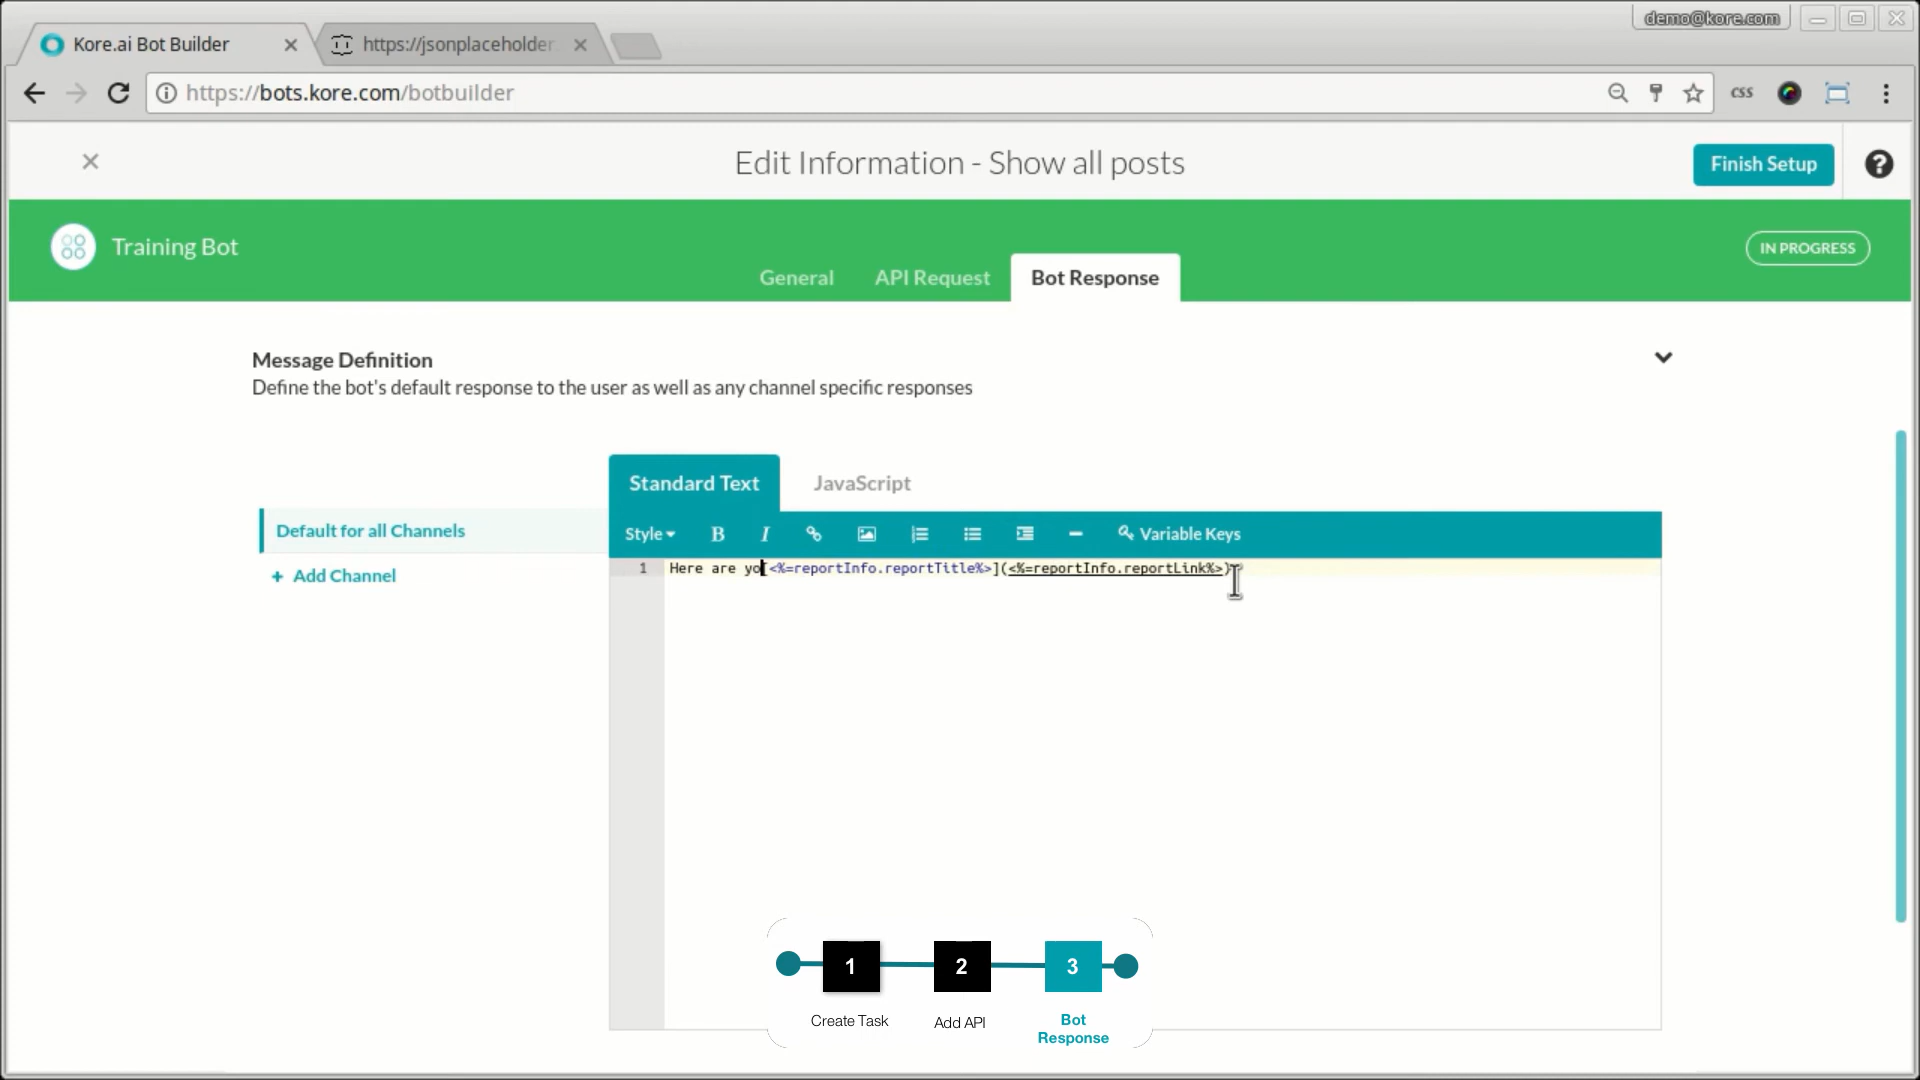 demo@kore.com
Kore.ai Bot Builder
https://jsonplaceholder.
https://bots.kore.com/botbuilder
CSS
Edit Information - Show all posts
Finish Setup
?
Training Bot
IN PROGRESS
General
API Request
Bot Response
Message Definition
Define the bot's default response to the user as well as any channel specific responses
Standard Text
JavaScript
Default for all Channels
+ Add Channel
Style
B
I
Variable Keys
1
Here are yo[<%=reportInfo.reportTitle%>](<%=reportInfo.reportLink%>)
1
2
3
Create Task
Add API
Bot
Response